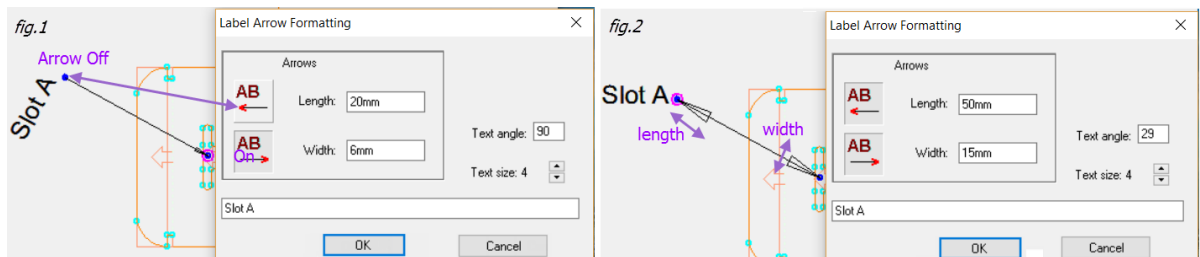 fig.1
Label Arrow Formatting
Arrow Off
Arrows
AB
Length: 20mm
Slot A
AB
On
Width: 6mm
Text angle: 90
Text size: 4
Slot A
OK
Cancel
fig.2
Label Arrow Formatting
Arrows
Slot A
AB
Length: 50mm
length
width
AB
Width: 15mm
Text angle: 29
Text size: 4
Slot A
OK
Cancel